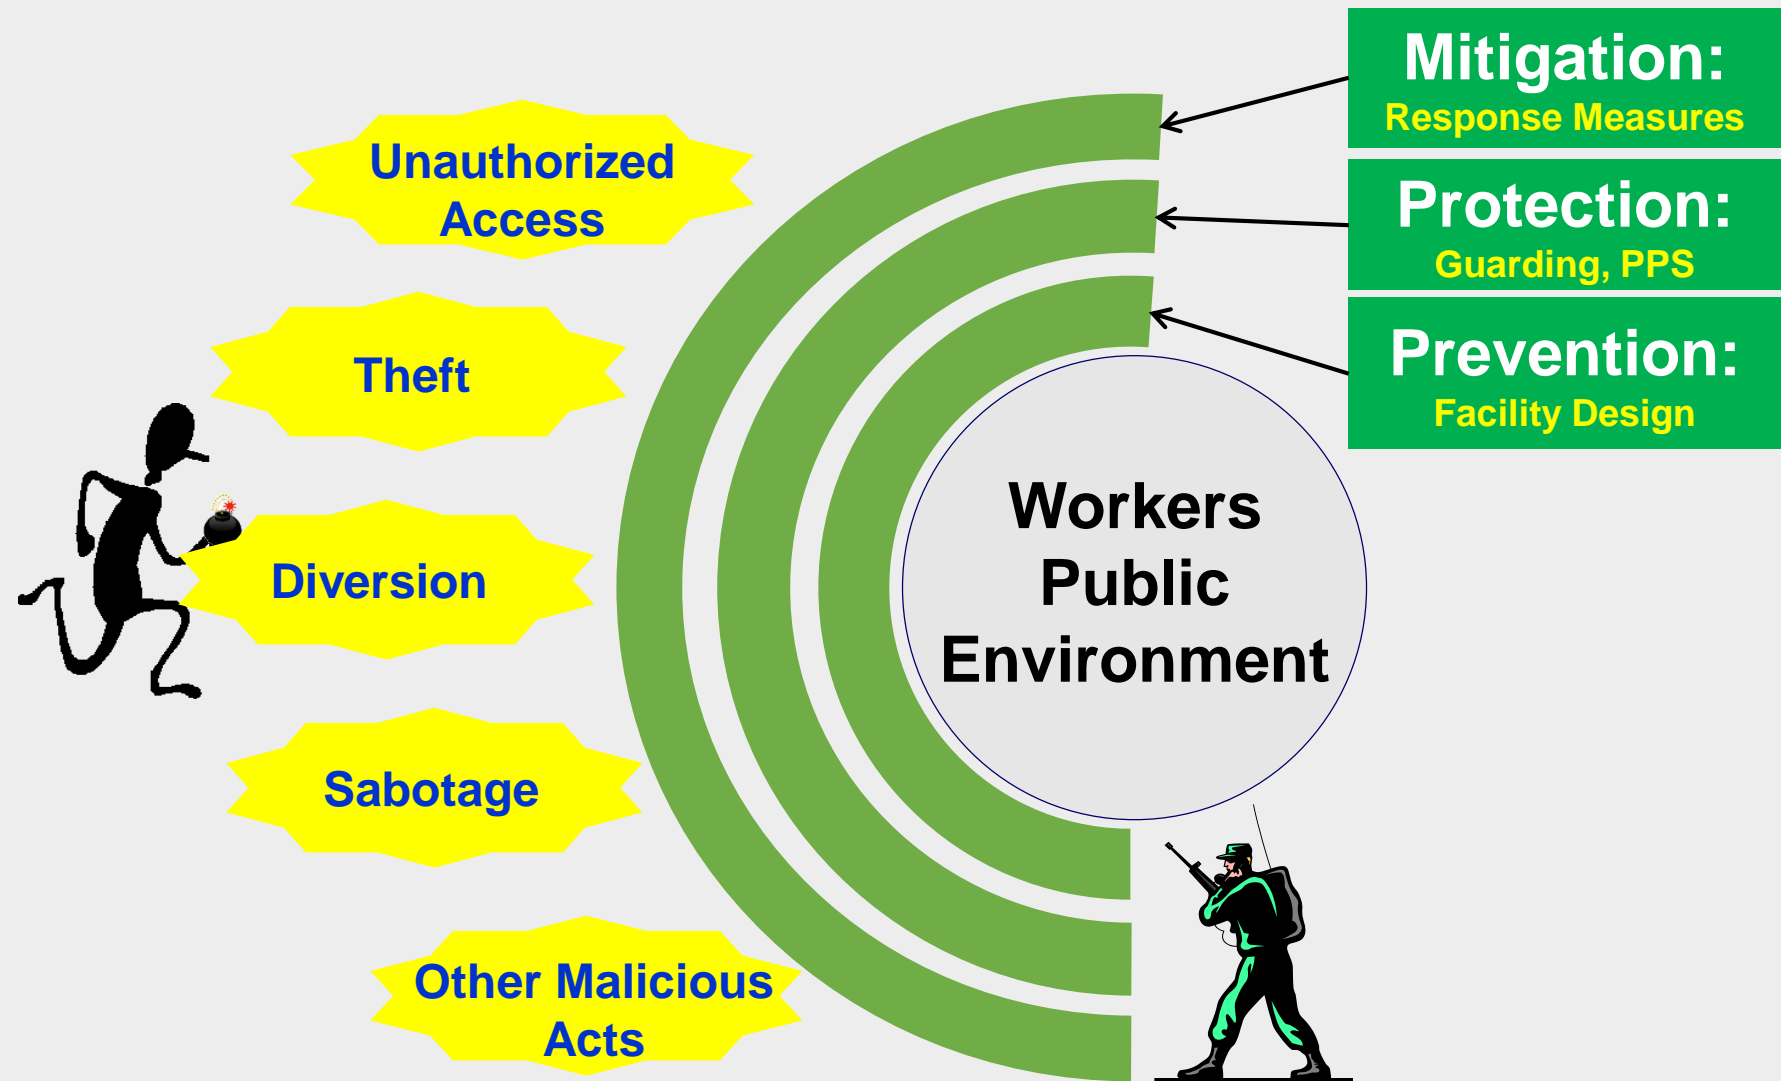 Unauthorized
Access
Theft
Diversion
Sabotage
Other Malicious
Acts
Mitigation:
Response Measures
Protection:
Guarding, PPS
Prevention:
Facility Design
Workers
Public
Environment